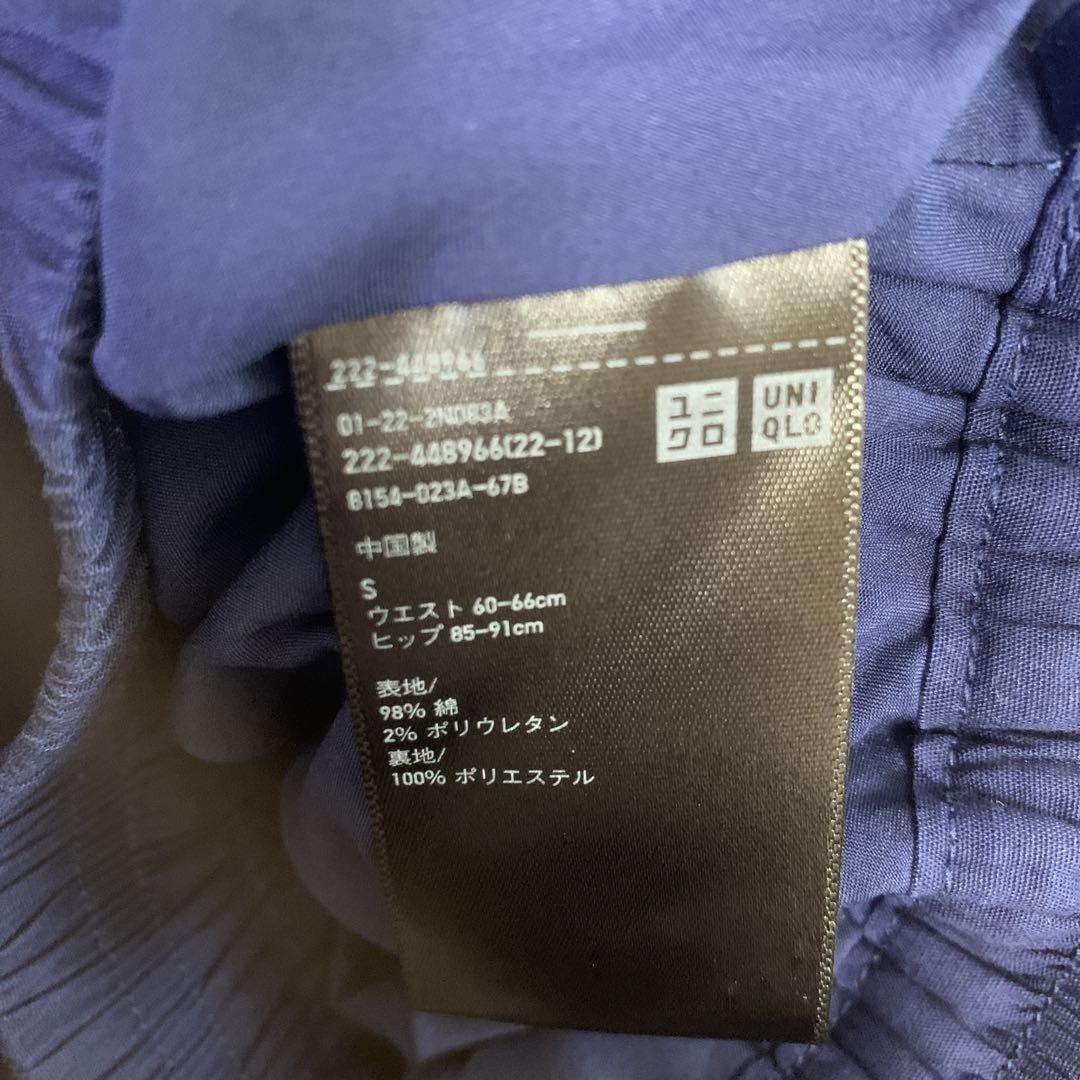 222-448966
01-22-2N083A
222-448966(22-12)
8154-023A-67B
ユニ
クロ
UNI
QLO
中国製
S
ウエスト 60-66cm
ヒップ 85-91cm
表地/
98% 綿
2% ポリウレタン
裏地/
100% ポリエステル